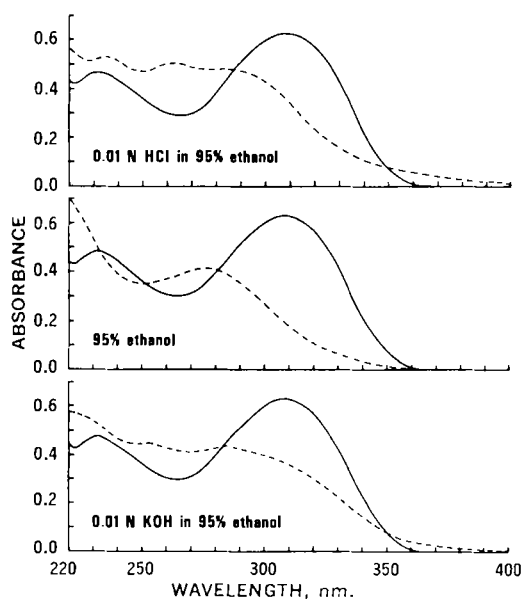 0.6
0.4
0.2
0.0
0.01 N HCl in 95% ethanol
0.6
0.4
0.2
0.0
95% ethanol
0.6
0.4
0.2
0.0
0.01 N KOH in 95% ethanol
ABSORBANCE
220 250 300 350 400
WAVELENGTH, nm.